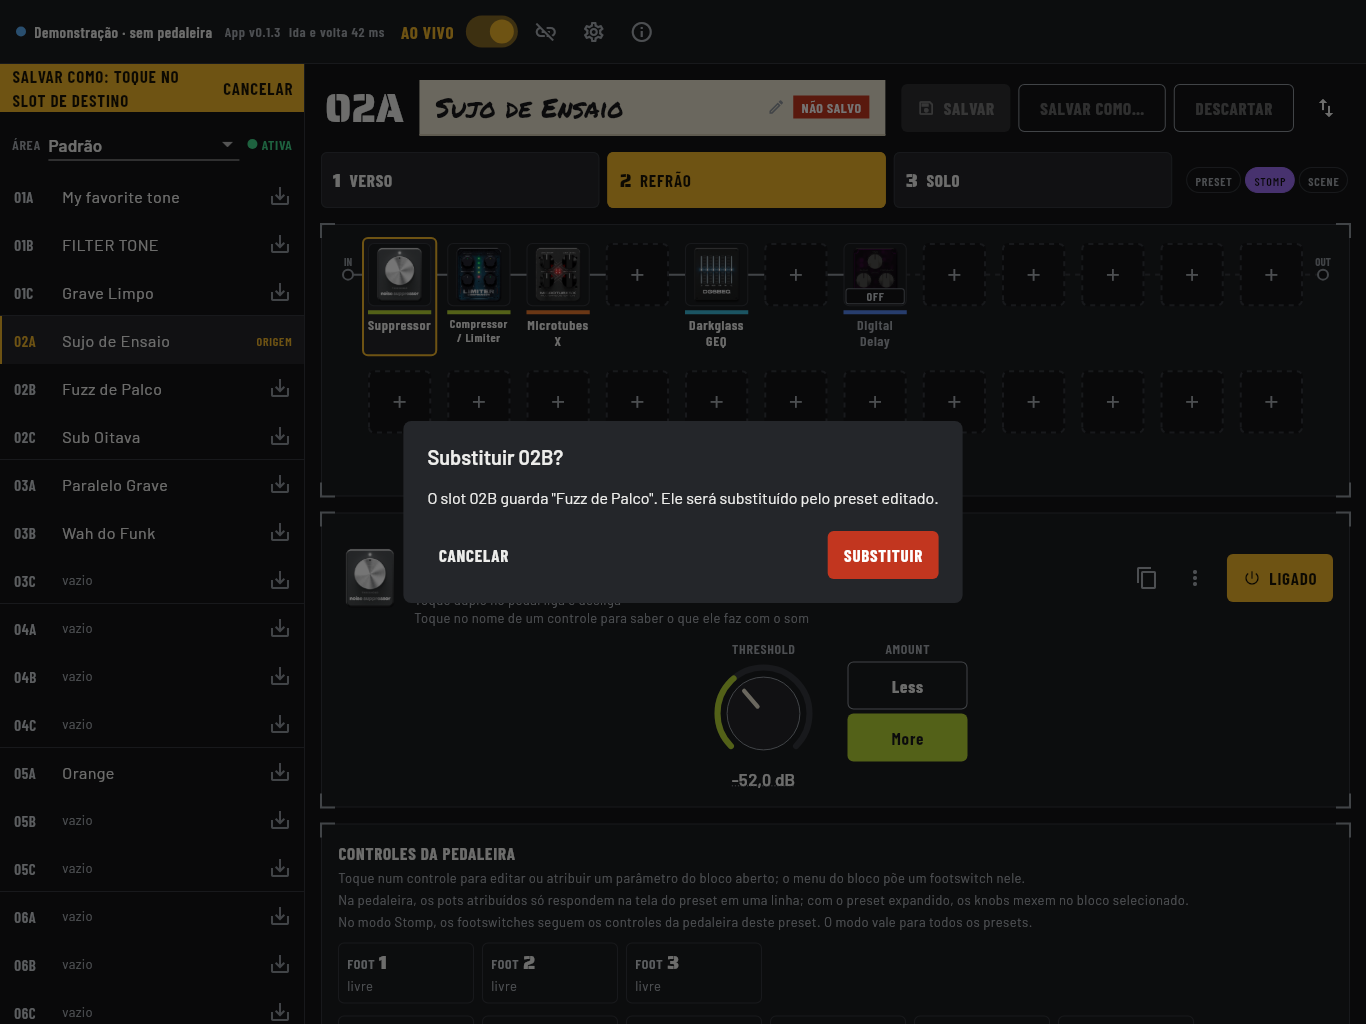 Demonstração · sem pedaleira App v0.1.3 Ida e volta 42 ms AO VIVO
SALVAR COMO: TOQUE NO
SLOT DE DESTINO
CANCELAR
ÁREA Padrão ATIVA
01A My favorite tone
01B FILTER TONE
01C Grave Limpo
02A Sujo de Ensaio ORIGEM
02B Fuzz de Palco
02C Sub Oitava
03A Paralelo Grave
03B Wah do Funk
03C vazio
04A vazio
04B vazio
04C vazio
05A Orange
05B vazio
05C vazio
06A vazio
06B vazio
06C vazio
02A Sujo de Ensaio NÃO SALVO SALVAR SALVAR COMO... DESCARTAR
1 VERSO 2 REFRÃO 3 SOLO PRESET STOMP SCENE
IN
OUT
LIMITER
OFF
Suppressor
Compressor
/ Limiter
Microtubes
X
Darkglass
GEQ
Digital
Delay
Substituir 02B?
O slot 02B guarda "Fuzz de Palco". Ele será substituído pelo preset editado.
CANCELAR SUBSTITUIR
LIGADO
Toque duplo no pedal liga e desliga
Toque no nome de um controle para saber o que ele faz com o som
THRESHOLD
-52,0 dB
AMOUNT
Less
More
CONTROLES DA PEDALEIRA
Toque num controle para editar ou atribuir um parâmetro do bloco aberto; o menu do bloco põe um footswitch nele.
Na pedaleira, os pots atribuídos só respondem na tela do preset em uma linha; com o preset expandido, os knobs mexem no bloco selecionado.
No modo Stomp, os footswitches seguem os controles da pedaleira deste preset. O modo vale para todos os presets.
FOOT 1
livre
FOOT 2
livre
FOOT 3
livre